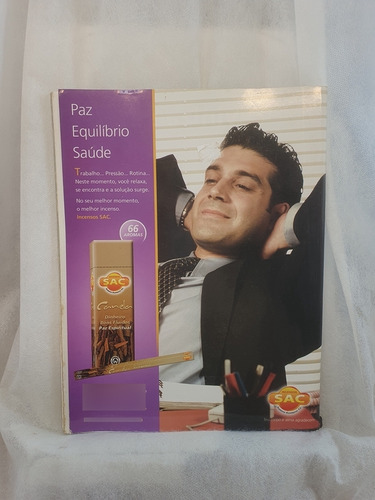 Paz
Equilíbrio
Saúde
Trabalho... Pressão... Rotina...
Neste momento, você relaxa,
se encontra e a solução surge.
No seu melhor momento,
o melhor incenso.
Incensos SAC.
66
AROMAS
SAC
Canela
Paz Espiritual
SAC